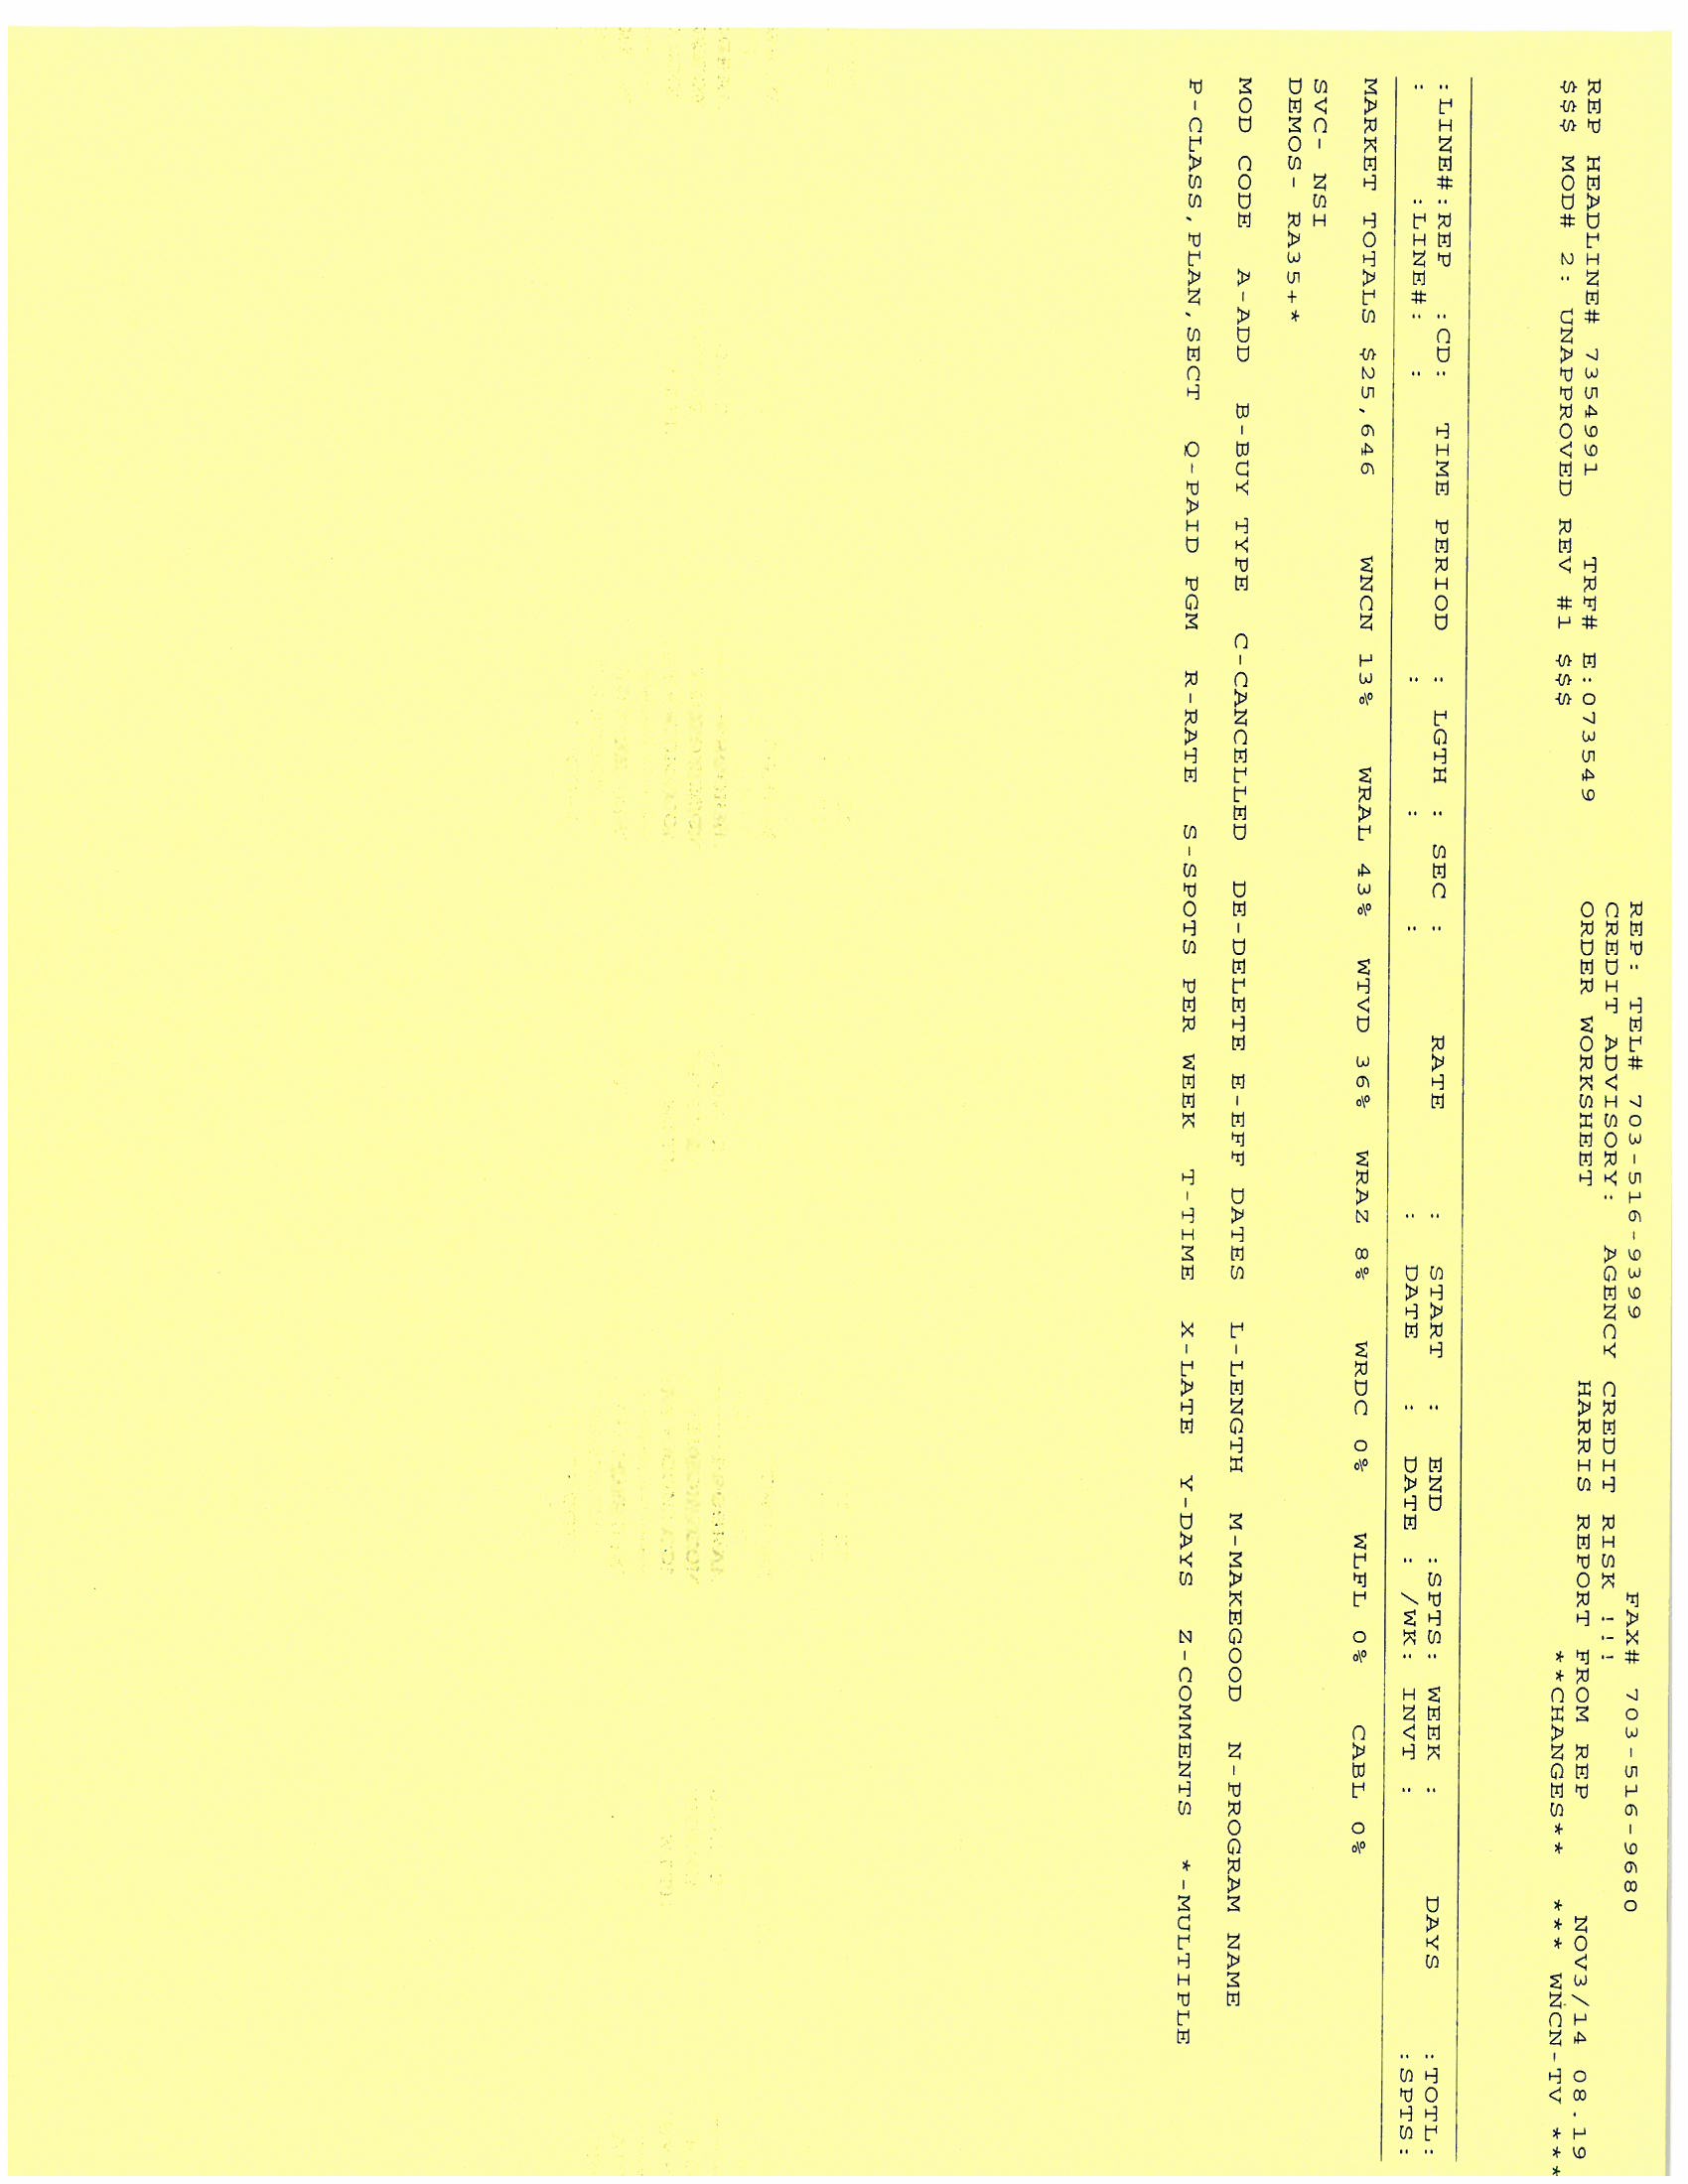 REP: TEL# 703-516-9399 FAX# 703-516-9680
CREDIT ADVISORY: AGENCY CREDIT RISK !!!
REP HEADLINE# 7354991 TRF# E:073549 ORDER WORKSHEET HARRIS REPORT FROM REP NOV3/14 08.19
$$$ MOD# 2: UNAPPROVED REV #1 $$$ **CHANGES** *** WNCN-TV ***
:LINE#:REP :CD: TIME PERIOD : LGTH : SEC : RATE : START : END :SPTS: WEEK : DAYS :TOTL:
: :LINE#: : : : : : DATE : DATE : /WK: INVT : :SPTS:
MARKET TOTALS $25,646 WNCN 13% WRAL 43% WTVD 36% WRAZ 8% WRDC 0% WLFL 0% CABL 0%
SVC- NSI
DEMOS- RA35+*
MOD CODE A-ADD B-BUY TYPE C-CANCELLED DE-DELETE E-EFF DATES L-LENGTH M-MAKEGOOD N-PROGRAM NAME
P-CLASS,PLAN,SECT Q-PAID PGM R-RATE S-SPOTS PER WEEK T-TIME X-LATE Y-DAYS Z-COMMENTS *-MULTIPLE